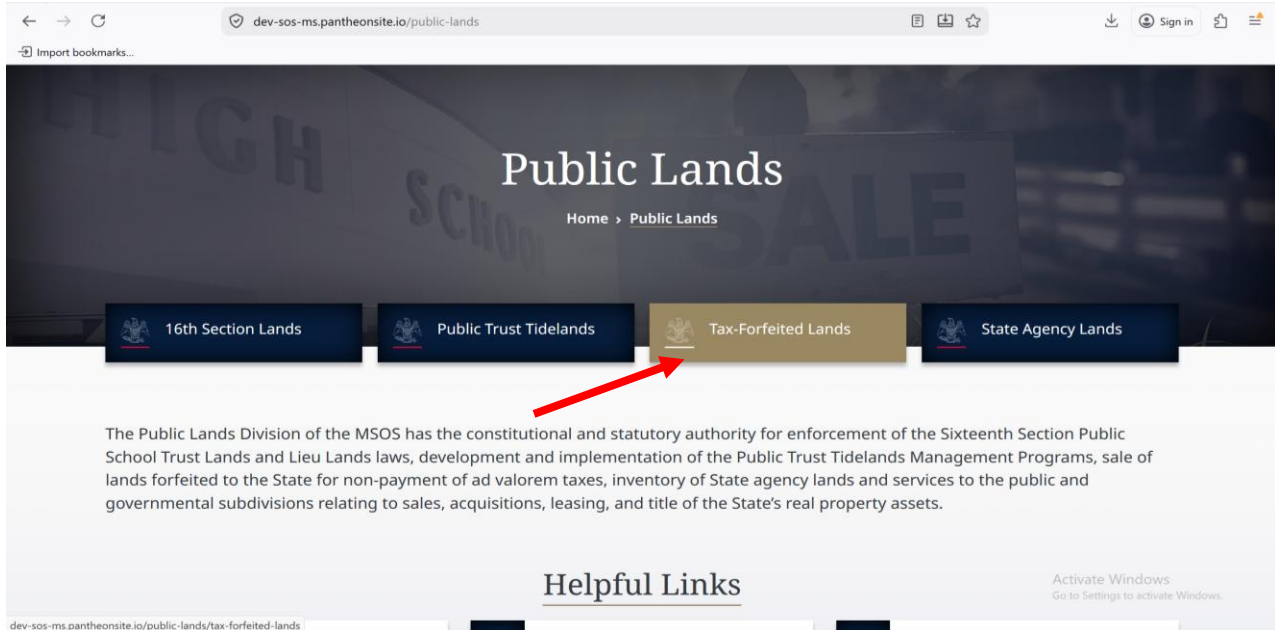 dev-sos-ms.pantheonsite.io/public-lands
Sign in
Import bookmarks...
HIGH SCHOOL
SALE
Public Lands
Home › Public Lands
16th Section Lands
Public Trust Tidelands
Tax-Forfeited Lands
State Agency Lands
The Public Lands Division of the MSOS has the constitutional and statutory authority for enforcement of the Sixteenth Section Public
School Trust Lands and Lieu Lands laws, development and implementation of the Public Trust Tidelands Management Programs, sale of
lands forfeited to the State for non-payment of ad valorem taxes, inventory of State agency lands and services to the public and
governmental subdivisions relating to sales, acquisitions, leasing, and title of the State’s real property assets.
Helpful Links
Activate Windows
Go to Settings to activate Windows.
dev-sos-ms.pantheonsite.io/public-lands/tax-forfeited-lands